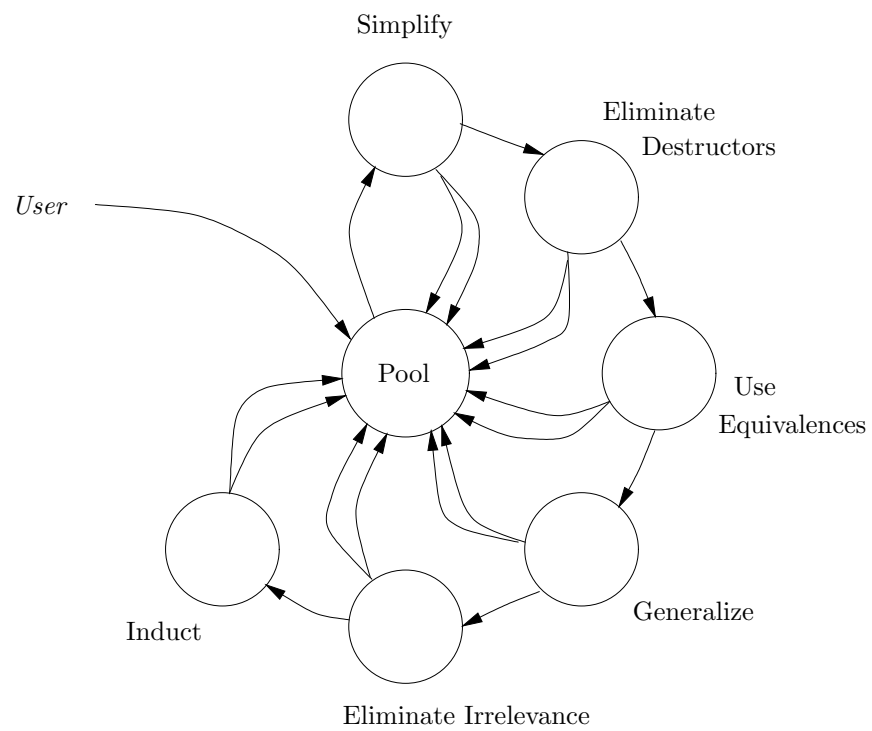 Simplify
Eliminate
Destructors
User
Pool
Use
Equivalences
Generalize
Induct
Eliminate Irrelevance